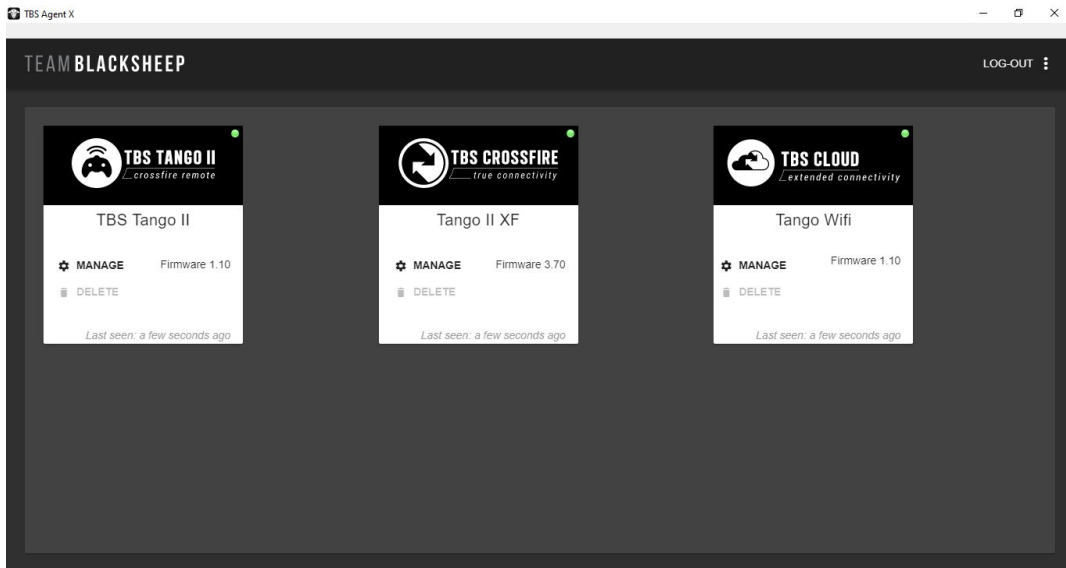 TBS Agent X
TEAM BLACKSHEEP
LOG-OUT
TBS TANGO II
crossfire remote
TBS Tango II
MANAGE Firmware 1.10
DELETE
Last seen: a few seconds ago
TBS CROSSFIRE
true connectivity
Tango II XF
MANAGE Firmware 3.70
DELETE
Last seen: a few seconds ago
TBS CLOUD
extended connectivity
Tango Wifi
MANAGE Firmware 1.10
DELETE
Last seen: a few seconds ago